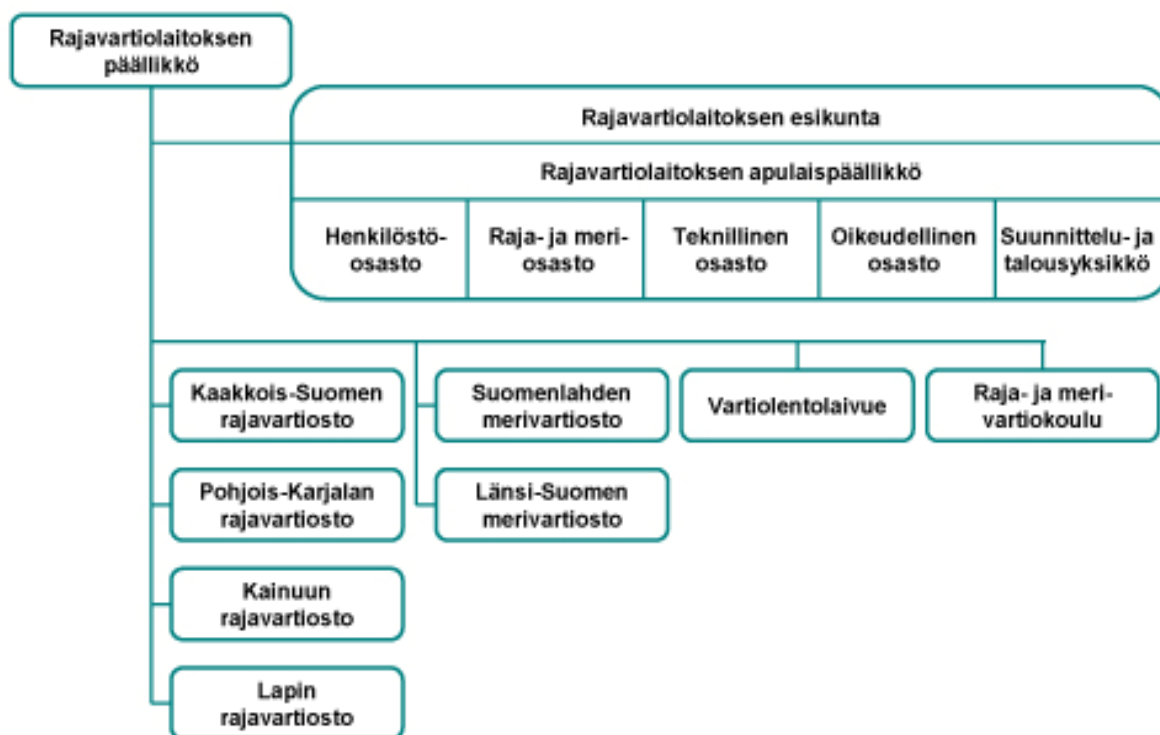 Rajavartiolaitoksen
päällikkö
Rajavartiolaitoksen esikunta
Rajavartiolaitoksen apulaispäällikkö
Henkilöstö-
osasto
Raja- ja meri-
osasto
Teknillinen
osasto
Oikeudellinen
osasto
Suunnittelu- ja
talousyksikkö
Kaakkois-Suomen
rajavartiosto
Suomenlahden
merivartiosto
Vartiolentolaivue
Raja- ja meri-
vartiokoulu
Pohjois-Karjalan
rajavartiosto
Länsi-Suomen
merivartiosto
Kainuun
rajavartiosto
Lapin
rajavartiosto